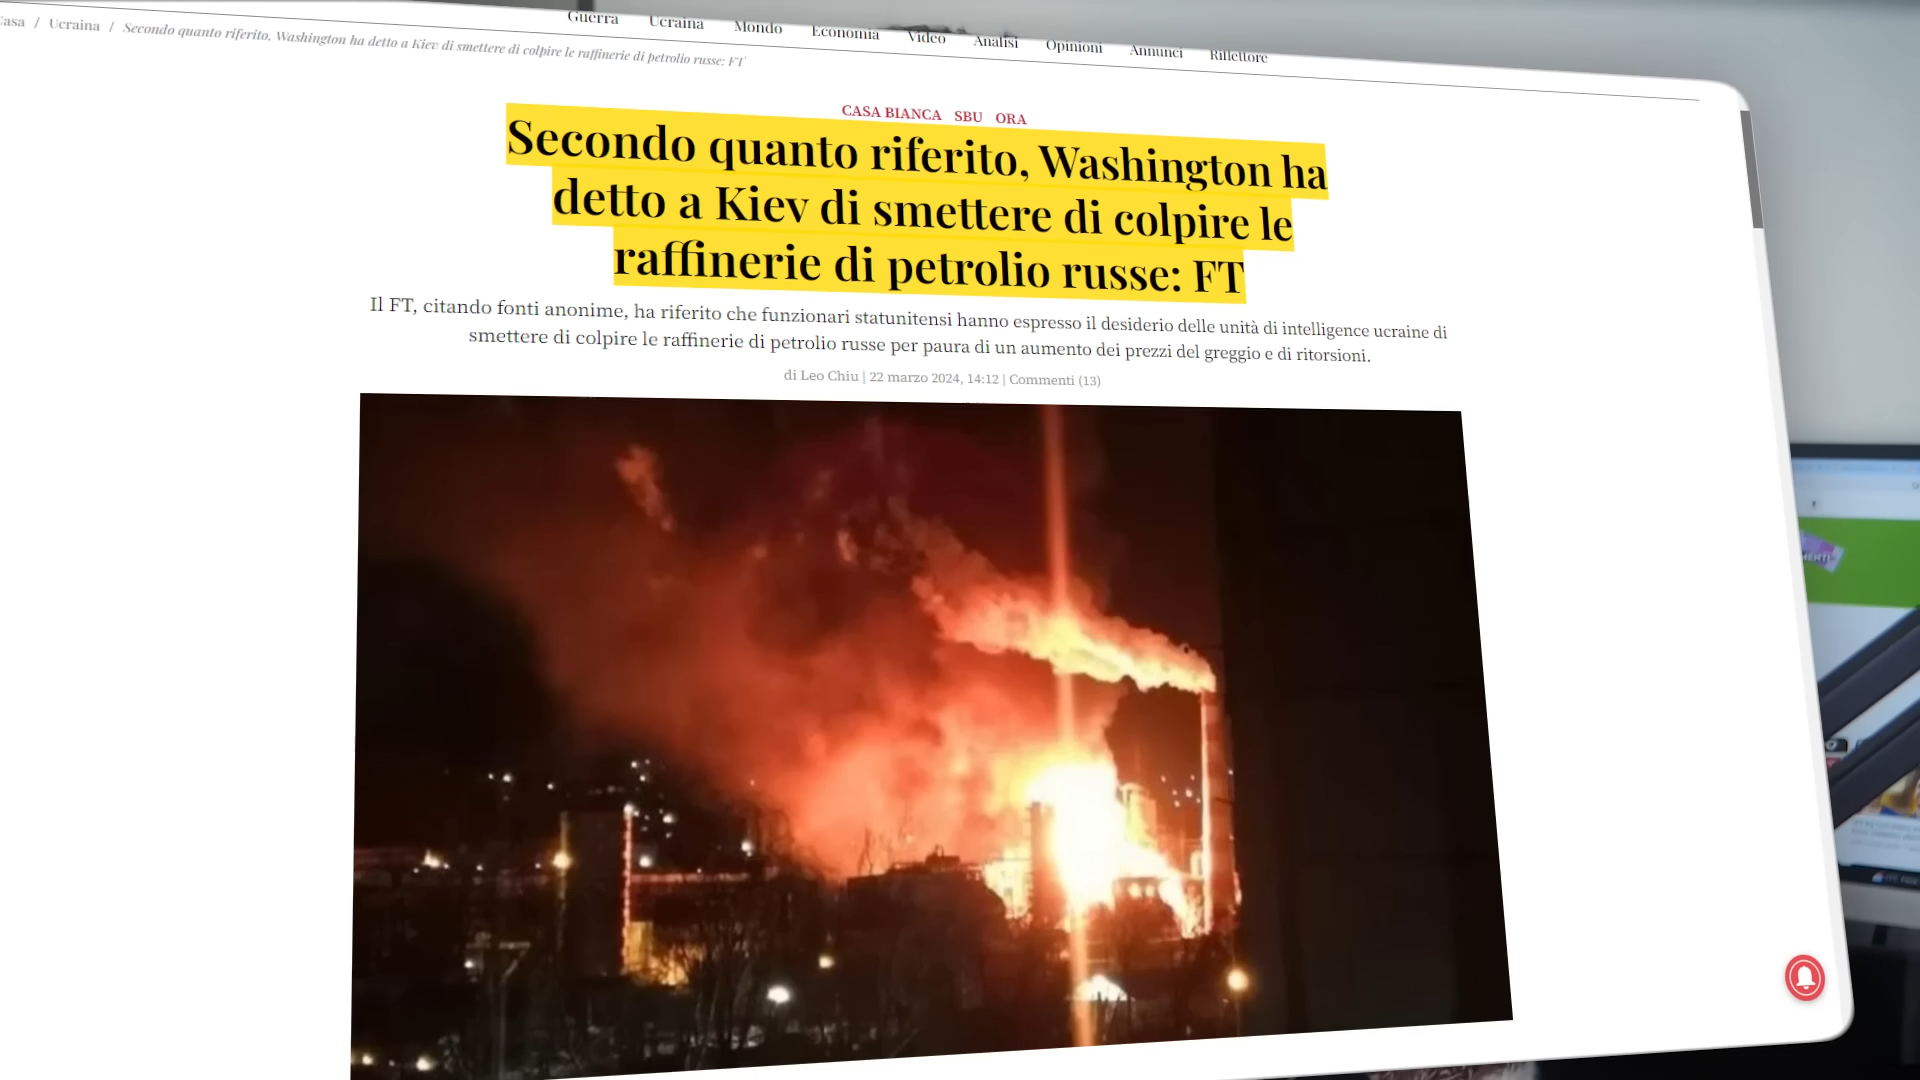 Guerra Ucraina Mondo Economia Video Analisi Opinioni Annunci Riflettore
Casa / Ucraina / Secondo quanto riferito, Washington ha detto a Kiev di smettere di colpire le raffinerie di petrolio russe: FT
CASA BIANCA SBU ORA
Secondo quanto riferito, Washington ha
detto a Kiev di smettere di colpire le
raffinerie di petrolio russe: FT
Il FT, citando fonti anonime, ha riferito che funzionari statunitensi hanno espresso il desiderio delle unità di intelligence ucraine di
smettere di colpire le raffinerie di petrolio russe per paura di un aumento dei prezzi del greggio e di ritorsioni.
di Leo Chiu | 22 marzo 2024, 14:12 | Commenti (13)